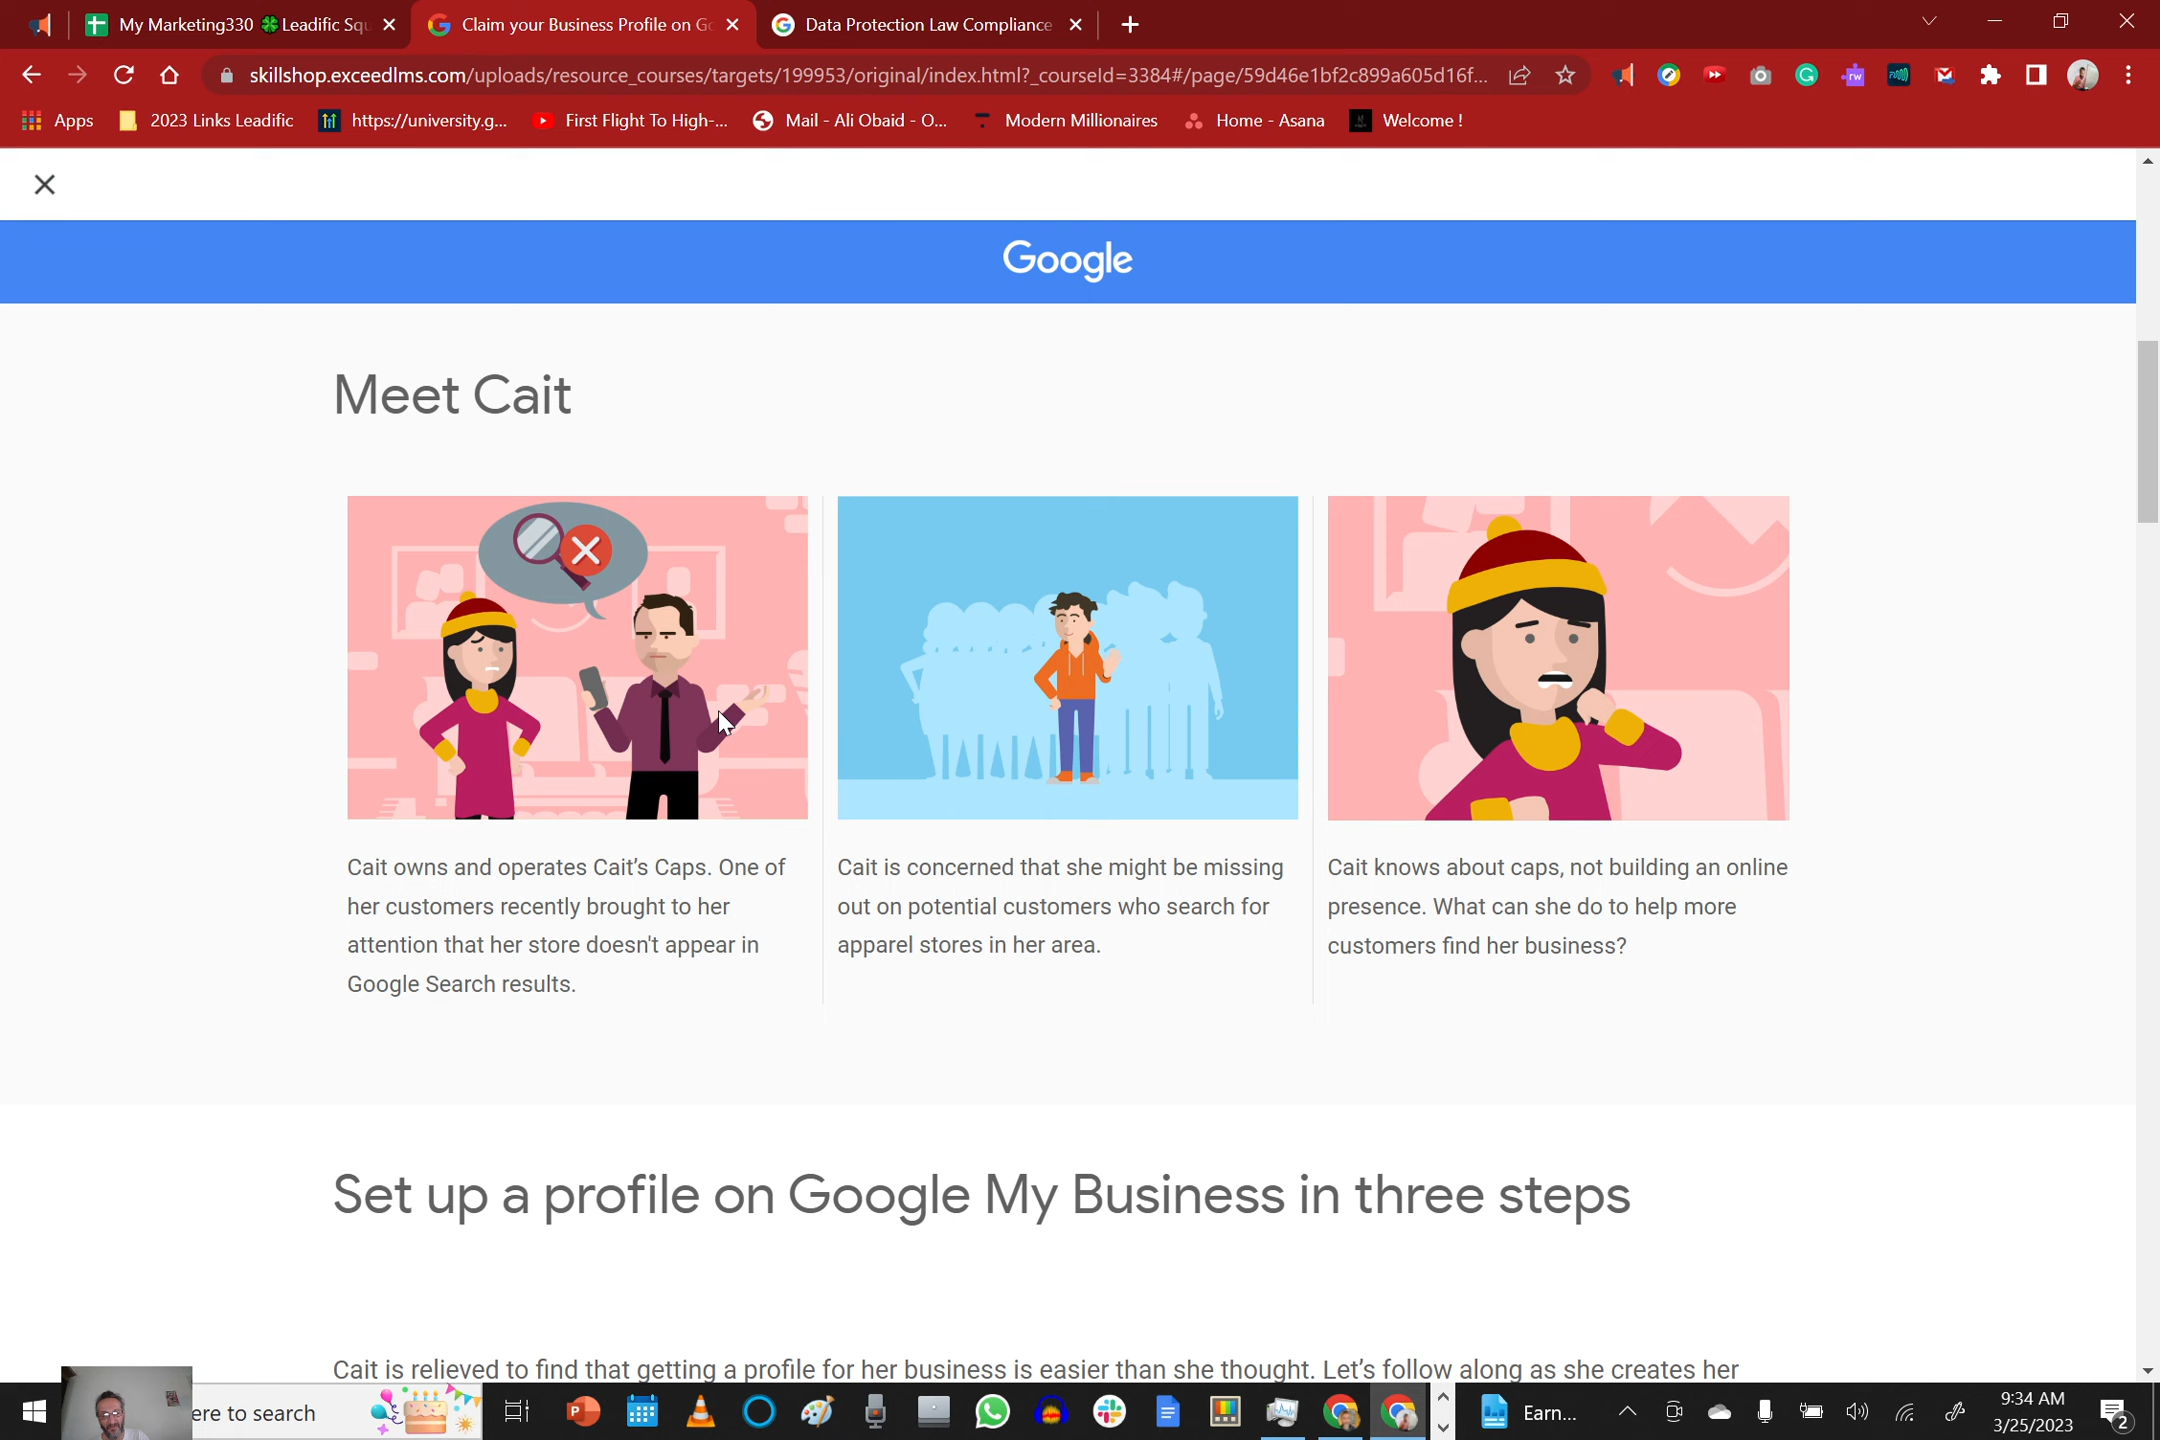 My Marketing330 🍀Leadific Squ
Claim your Business Profile on Go
Data Protection Law Compliance
skillshop.exceedlms.com/uploads/resource_courses/targets/199953/original/index.html?_courseId=3384#/page/59d46e1bf2c899a605d16f...
Apps
2023 Links Leadific
https://university.g...
First Flight To High-...
Mail - Ali Obaid - O...
Modern Millionaires
Home - Asana
Welcome !
Google
Meet Cait
Cait owns and operates Cait’s Caps. One of
her customers recently brought to her
attention that her store doesn't appear in
Google Search results.
Cait is concerned that she might be missing
out on potential customers who search for
apparel stores in her area.
Cait knows about caps, not building an online
presence. What can she do to help more
customers find her business?
Set up a profile on Google My Business in three steps
Cait is relieved to find that getting a profile for her business is easier than she thought. Let’s follow along as she creates her
ere to search
Earn...
9:34 AM
3/25/2023
2